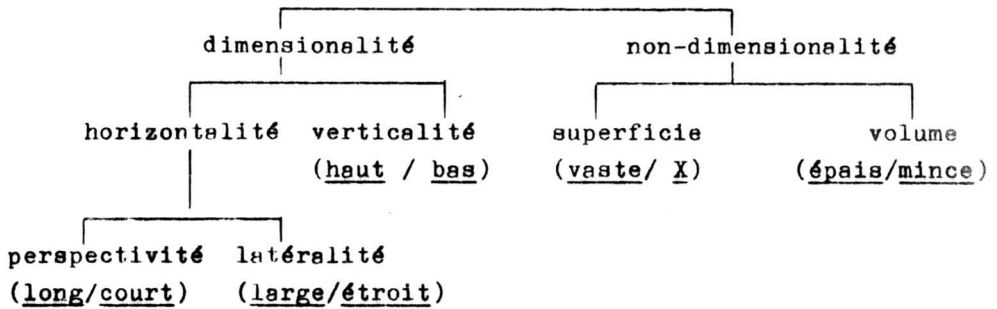 dimensionalité non-dimensionalité
horizontalité verticalité superficie volume
(haut / bas) (vaste/ X) (épais/mince)
perspectivité latéralité
(long/court) (large/étroit)